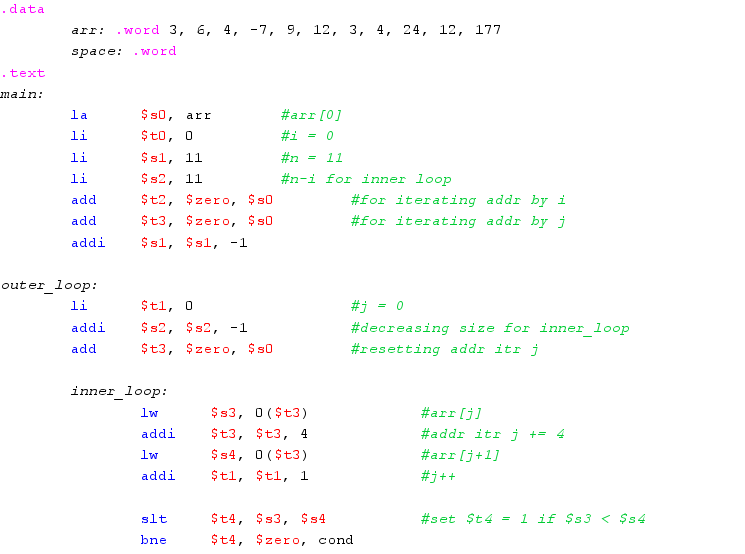 .data
arr: .word 3, 6, 4, -7, 9, 12, 3, 4, 24, 12, 177
space: .word
.text
main:
la $s0, arr #arr[0]
li $t0, 0 #i = 0
li $s1, 11 #n = 11
li $s2, 11 #n-i for inner loop
add $t2, $zero, $s0 #for iterating addr by i
add $t3, $zero, $s0 #for iterating addr by j
addi $s1, $s1, -1
outer_loop:
li $t1, 0 #j = 0
addi $s2, $s2, -1 #decreasing size for inner_loop
add $t3, $zero, $s0 #resetting addr itr j
inner_loop:
lw $s3, 0($t3) #arr[j]
addi $t3, $t3, 4 #addr itr j += 4
lw $s4, 0($t3) #arr[j+1]
addi $t1, $t1, 1 #j++
slt $t4, $s3, $s4 #set $t4 = 1 if $s3 < $s4
bne $t4, $zero, cond